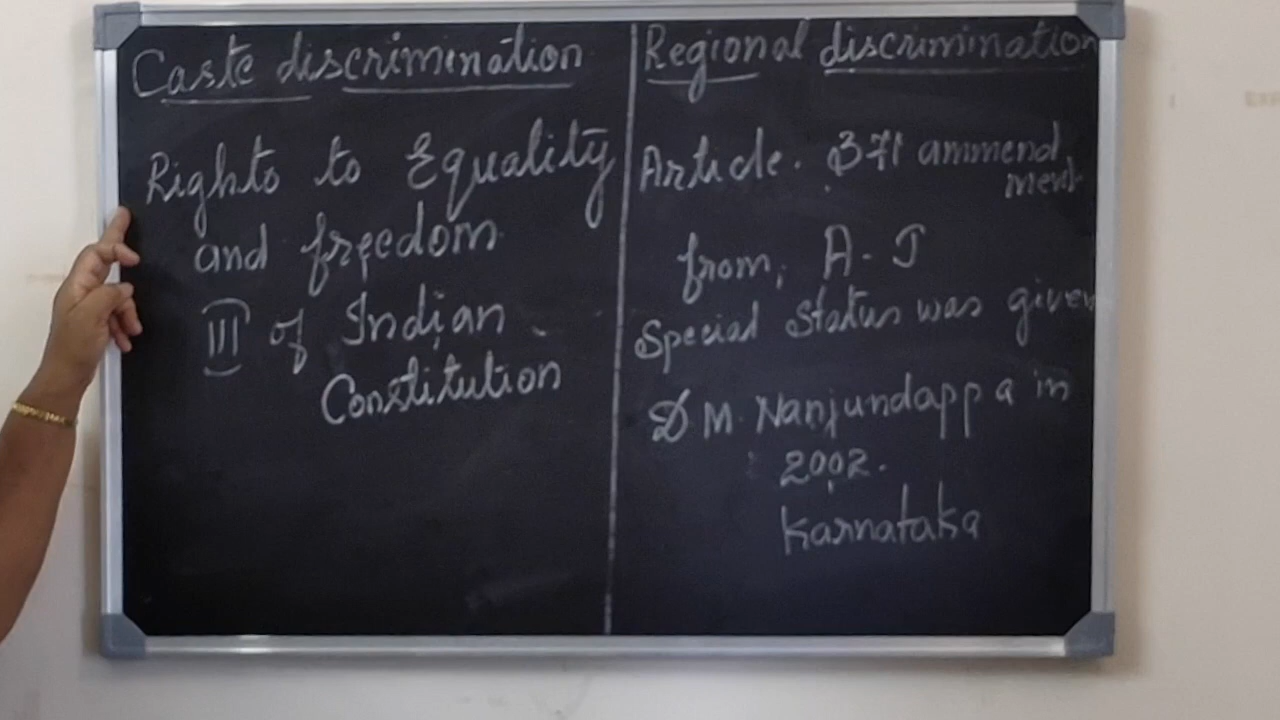 Caste discrimination
Rights to Equality
and freedom
III of Indian
Constitution
Regional discrimination
Article. 371 ammend
ment
from, A-J
Special Status was given
D M. Nanjundappa in
2002.
Karnataka